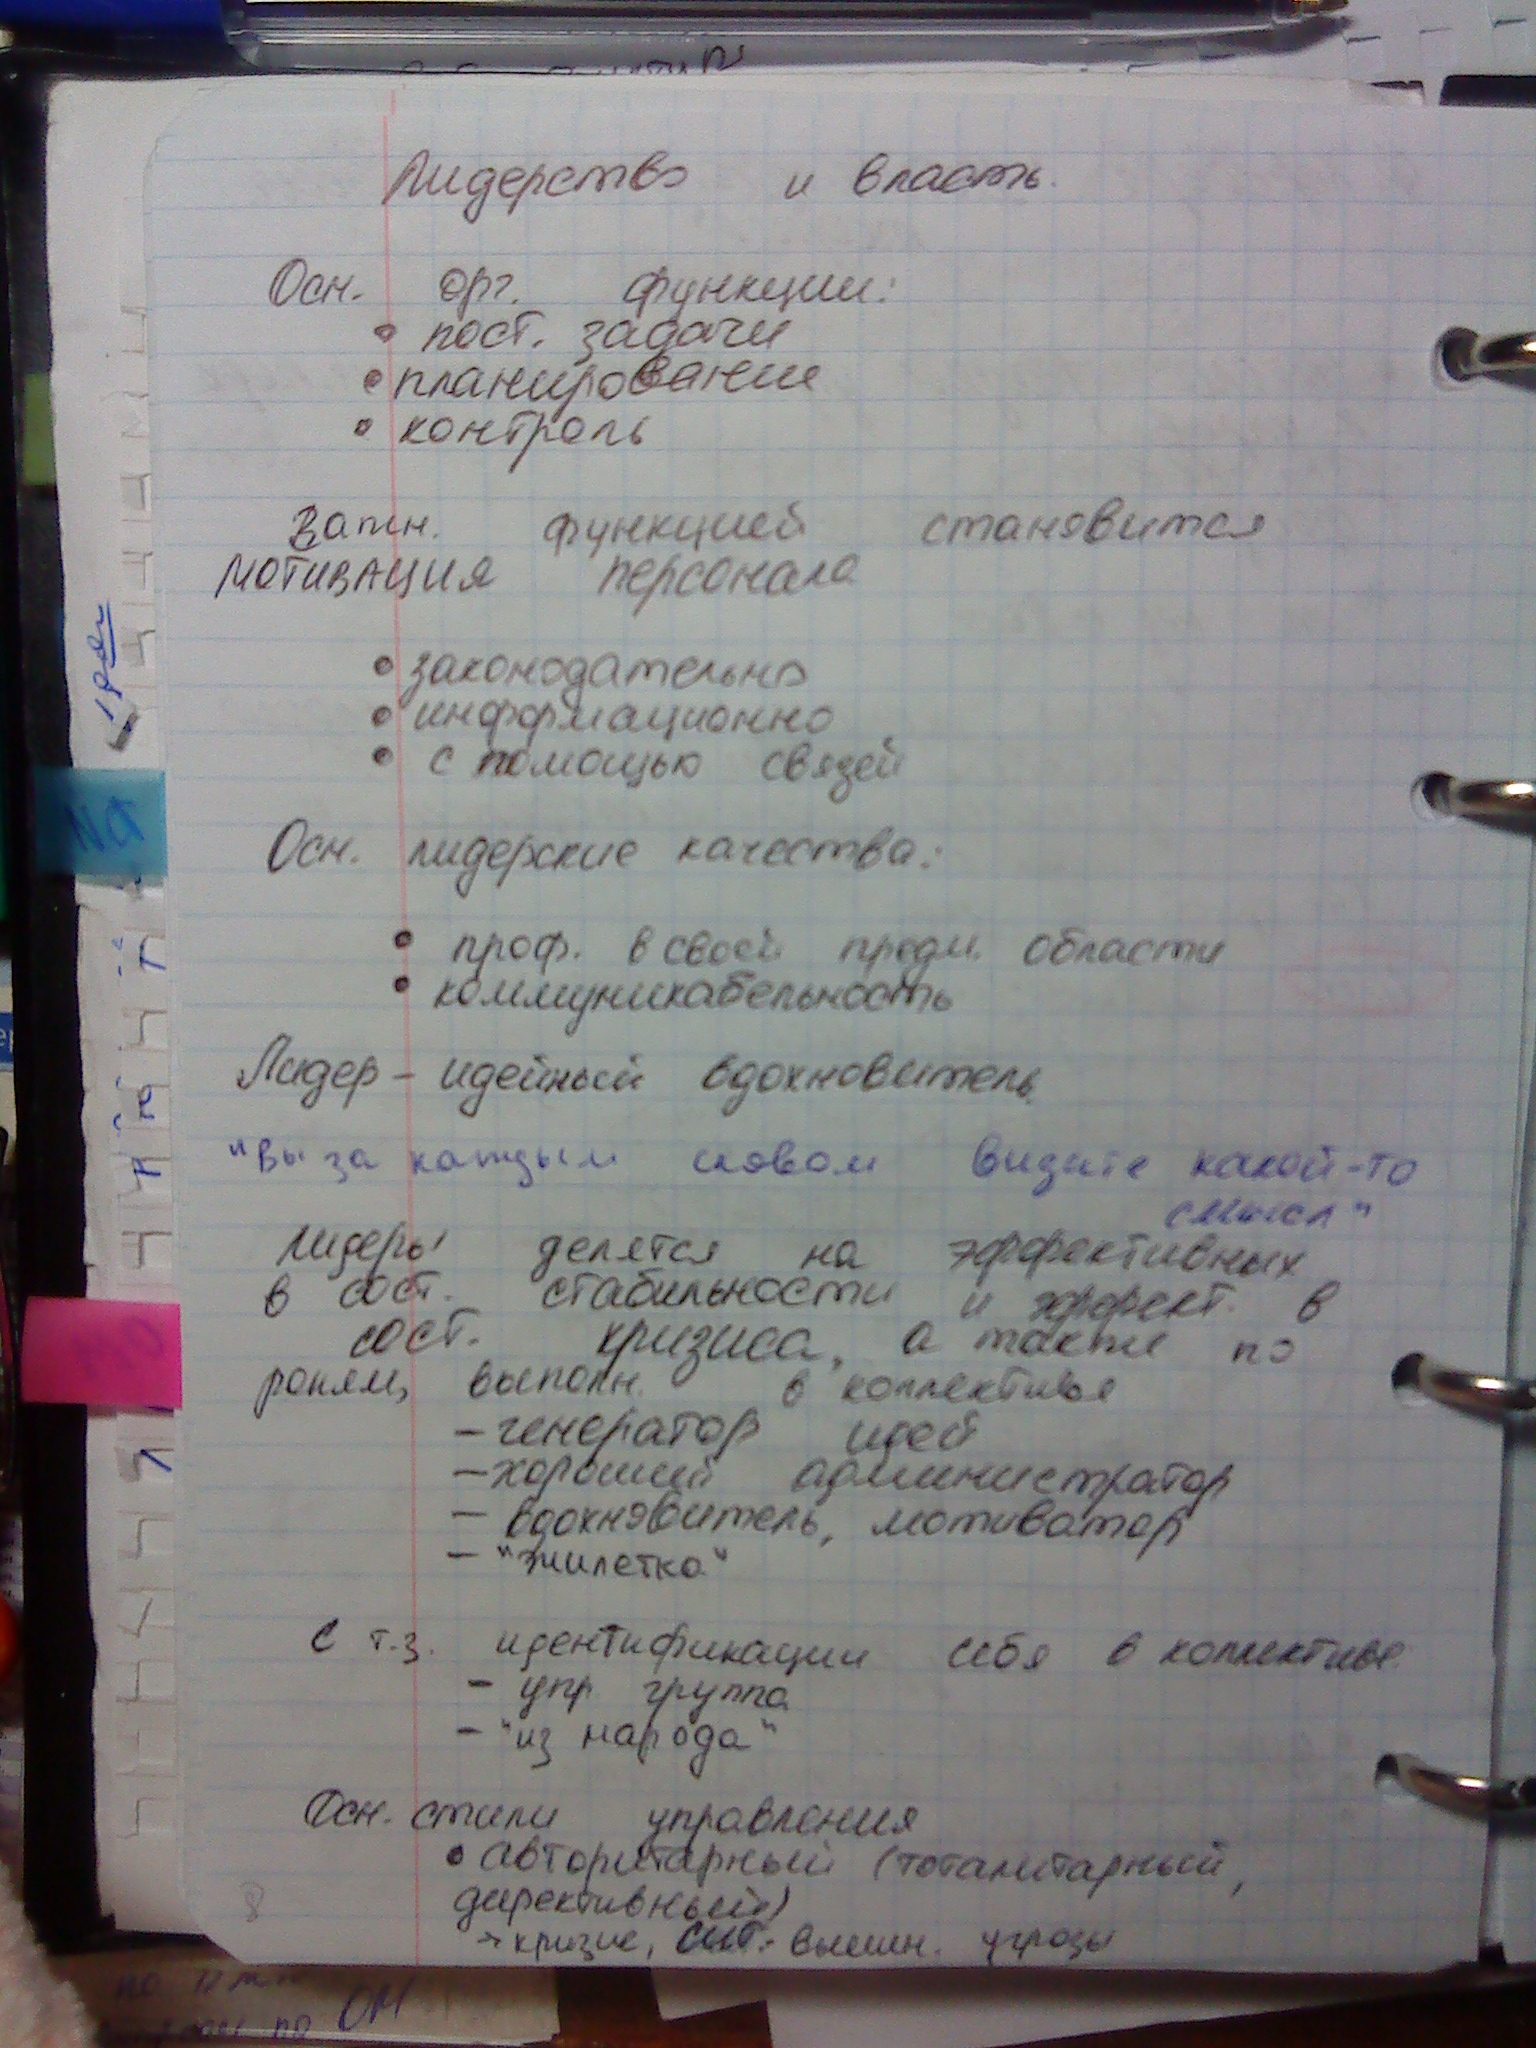 Лидерство и власть.
Осн. орг. функции:
• пост. задачи
• планирование
• контроль
Важн. функцией становится
мотивация персонала
• законодательно
• информационно
• с помощью связей
Осн. лидерские качества:
• проф. в своей предм. области
• коммуникабельность
Лидер – идейный вдохновитель
"Вы за каждым словом видите какой-то
смысл"
Лидеры делятся на эффективных
в сост. стабильности и эффект. в
сост. кризиса, а также по
ролям, выполн. в коллективе
– генератор идей
– хороший администратор
– вдохновитель, мотиватор
– "жилетка"
С т.з. идентификации себя в коллективе
– упр группа
– "из народа"
Осн. стили управления
• авторитарный (тоталитарный,
директивный)
→ кризис, сит. внешн. угрозы
8
Na
по ОМ